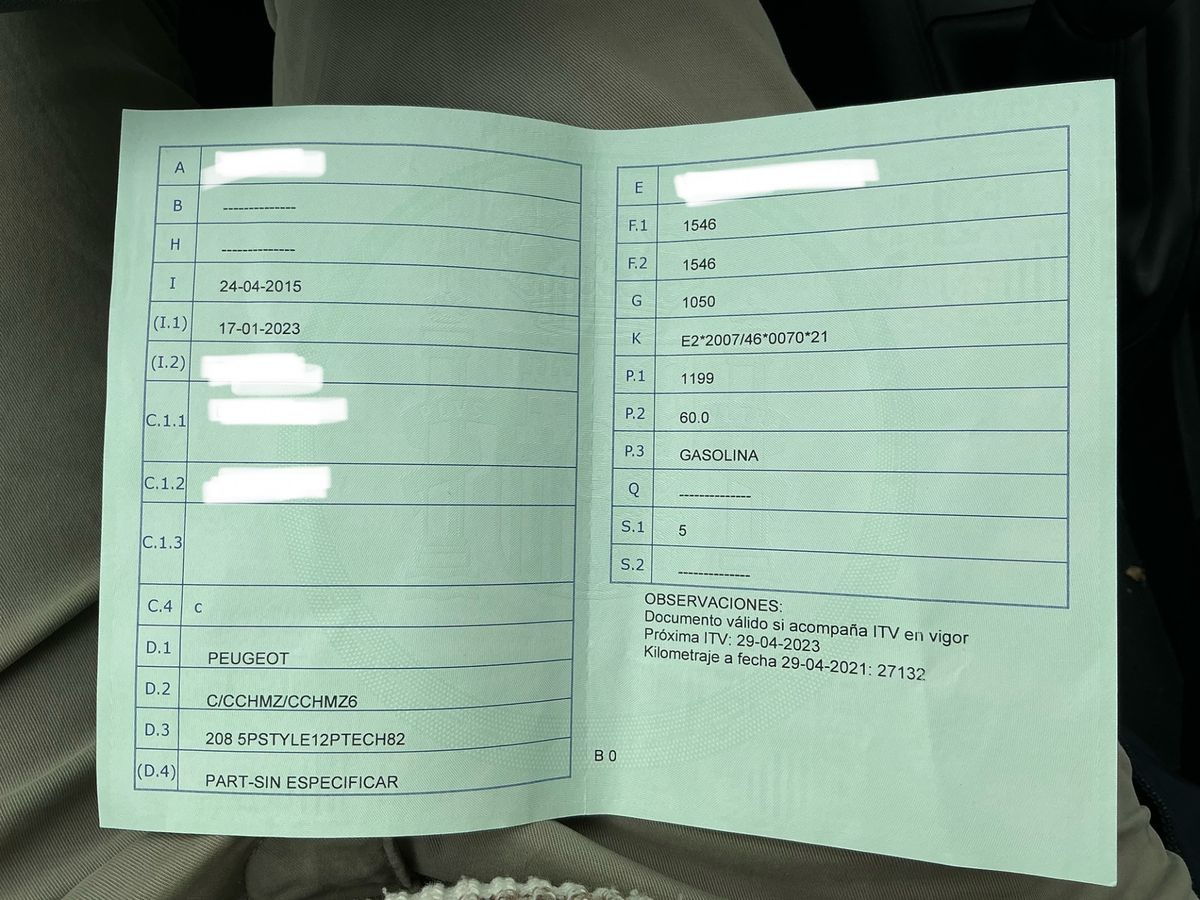 A
B --------------
H --------------
I 24-04-2015
(I.1) 17-01-2023
(I.2)
C.1.1
C.1.2
C.1.3
C.4 c
D.1 PEUGEOT
D.2 C/CCHMZ/CCHMZ6
D.3 208 5PSTYLE12PTECH82
(D.4) PART-SIN ESPECIFICAR
E
F.1 1546
F.2 1546
G 1050
K E2*2007/46*0070*21
P.1 1199
P.2 60.0
P.3 GASOLINA
Q --------------
S.1 5
S.2 --------------
OBSERVACIONES:
Documento válido si acompaña ITV en vigor
Próxima ITV: 29-04-2023
Kilometraje a fecha 29-04-2021: 27132
B 0